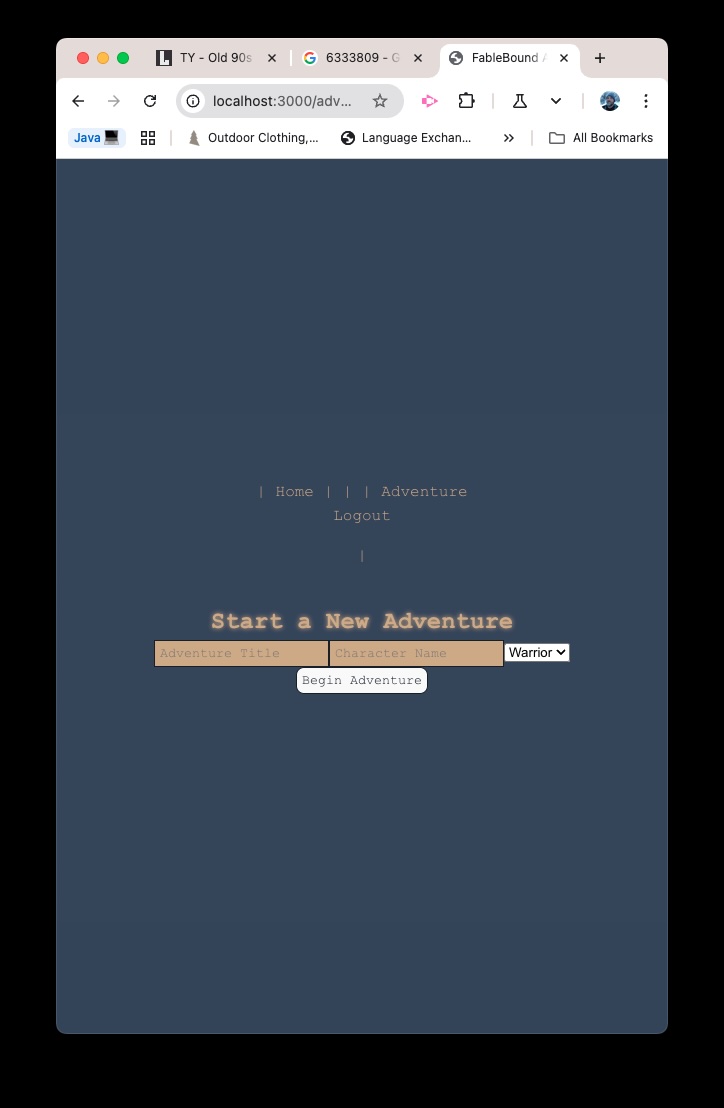 TY - Old 90s
6333809 - G
FableBound
localhost:3000/adv...
Java
Outdoor Clothing,...
Language Exchan...
All Bookmarks
| Home | | | Adventure
Logout
|
Start a New Adventure
Adventure Title
Character Name
Warrior
Begin Adventure